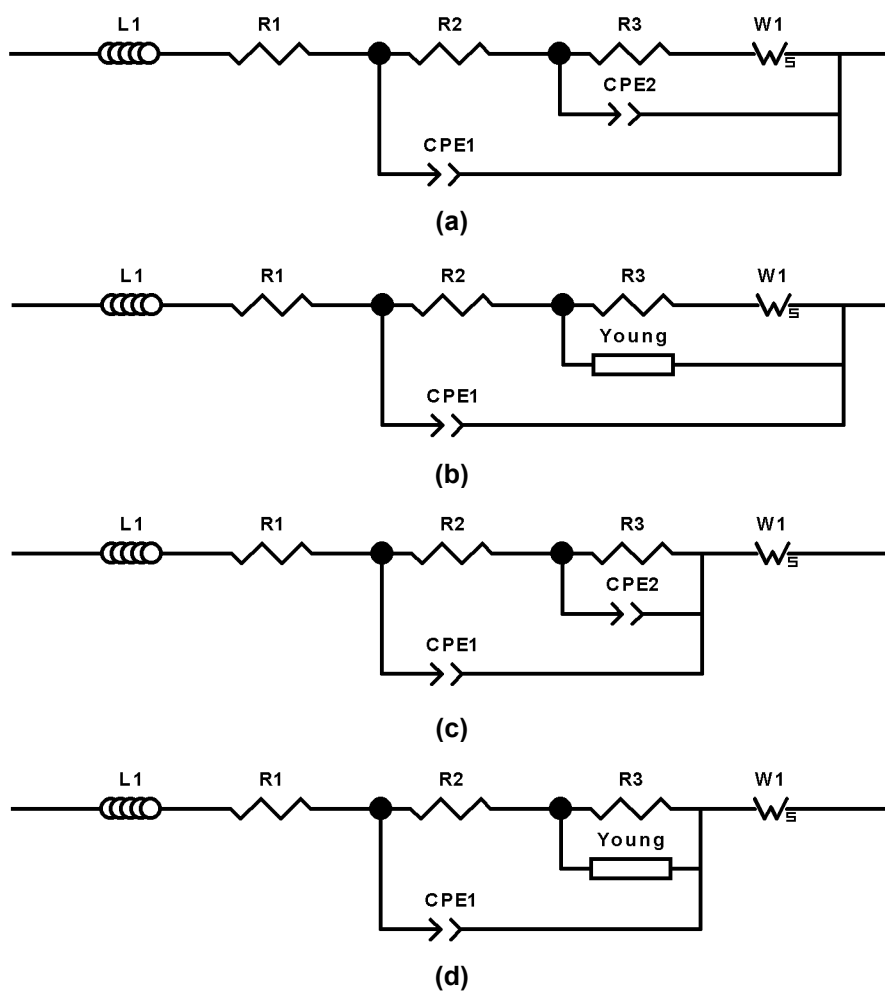 L1 R1 R2 R3 W1
s
CPE2
CPE1
(a)
L1 R1 R2 R3 W1
s
Young
CPE1
(b)
L1 R1 R2 R3 W1
s
CPE2
CPE1
(c)
L1 R1 R2 R3 W1
s
Young
CPE1
(d)